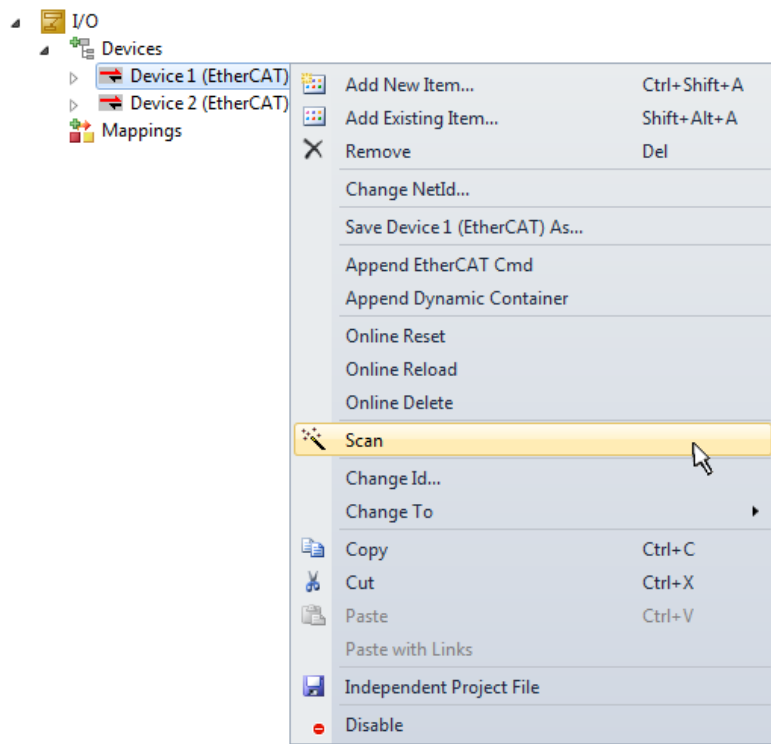 I/O
Devices
Device 1 (EtherCAT)
Device 2 (EtherCAT)
Mappings
Add New Item... Ctrl+Shift+A
Add Existing Item... Shift+Alt+A
Remove Del
Change NetId...
Save Device 1 (EtherCAT) As...
Append EtherCAT Cmd
Append Dynamic Container
Online Reset
Online Reload
Online Delete
Scan
Change Id...
Change To
Copy Ctrl+C
Cut Ctrl+X
Paste Ctrl+V
Paste with Links
Independent Project File
Disable